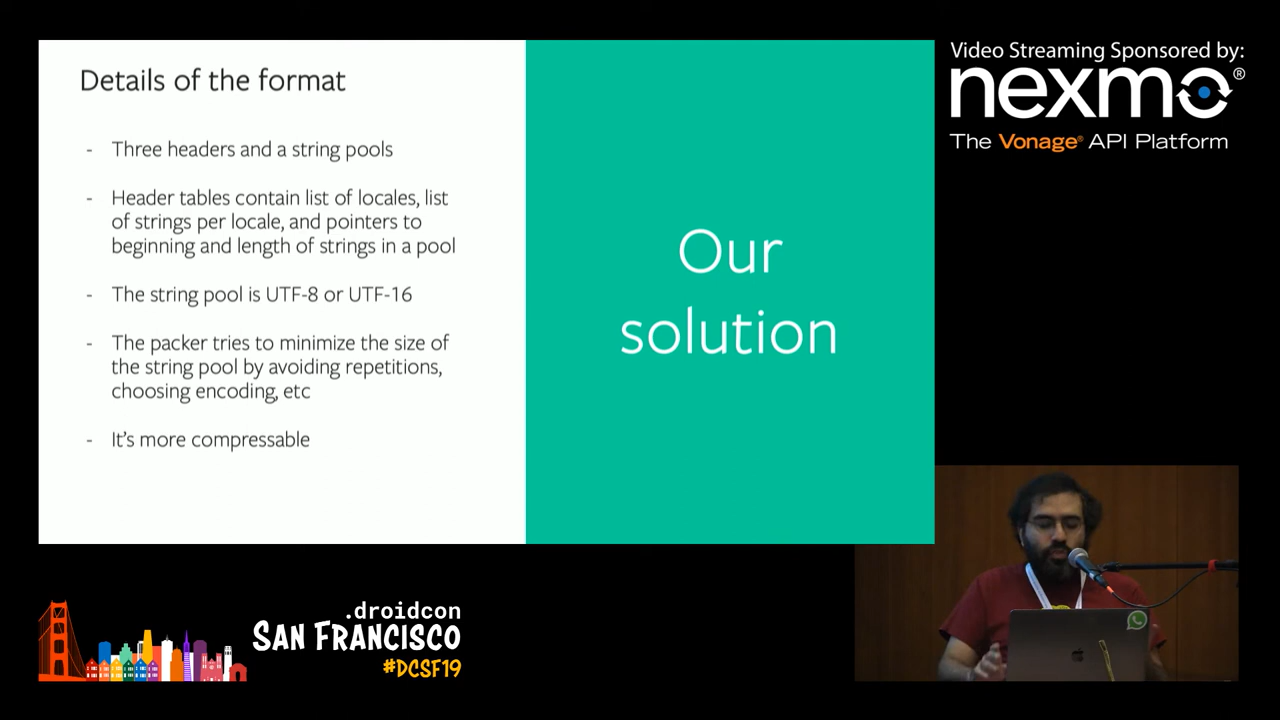 Details of the format
- Three headers and a string pools
- Header tables contain list of locales, list
of strings per locale, and pointers to
beginning and length of strings in a pool
- The string pool is UTF-8 or UTF-16
- The packer tries to minimize the size of
the string pool by avoiding repetitions,
choosing encoding, etc
- It's more compressable
Our
solution
Video Streaming Sponsored by:
nexmo®
The Vonage® API Platform
.droidcon
SAN FRANCISCO
#DCSF19